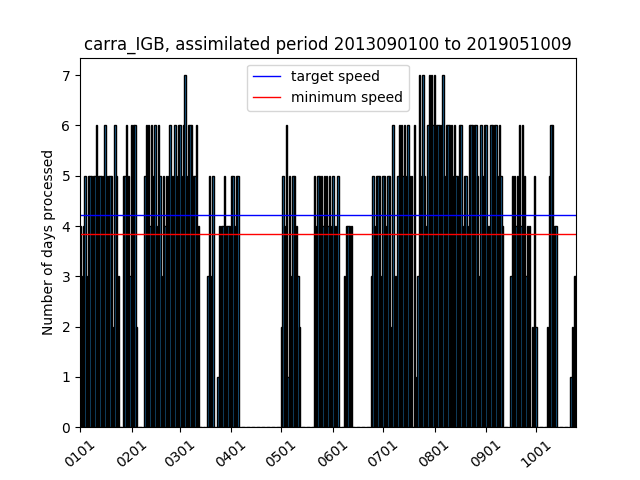 carra_IGB, assimilated period 2013090100 to 2019051009
target speed
minimum speed
Number of days processed
7
6
5
4
3
2
1
0
0101 0201 0301 0401 0501 0601 0701 0801 0901 1001